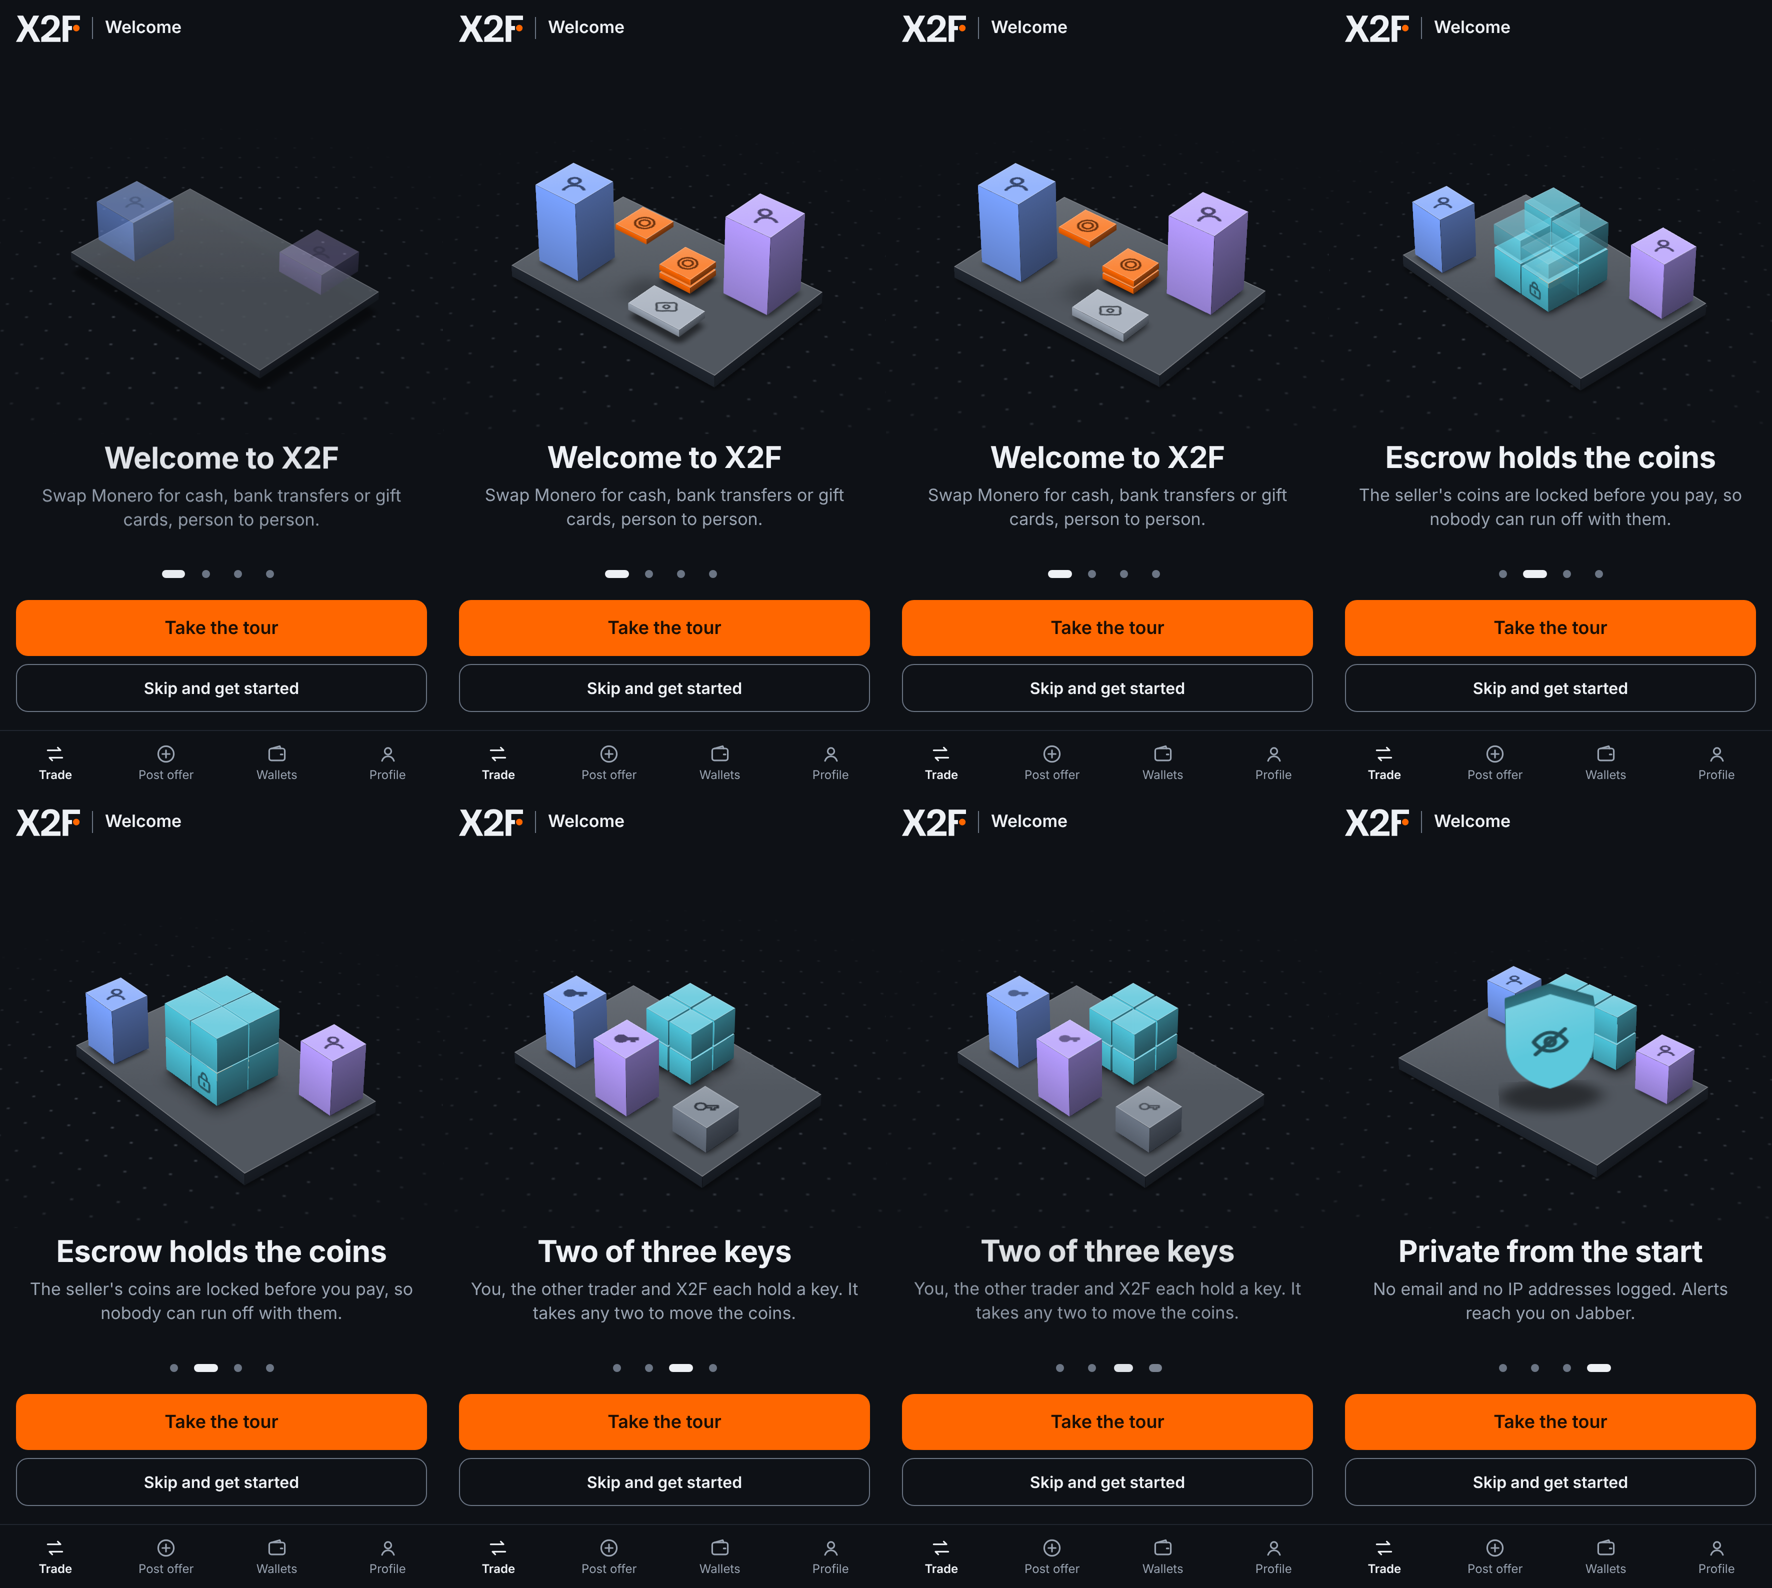 X2F Welcome
Welcome to X2F
Swap Monero for cash, bank transfers or gift
cards, person to person.
Take the tour
Skip and get started
Trade Post offer Wallets Profile
X2F Welcome
Welcome to X2F
Swap Monero for cash, bank transfers or gift
cards, person to person.
Take the tour
Skip and get started
Trade Post offer Wallets Profile
X2F Welcome
Welcome to X2F
Swap Monero for cash, bank transfers or gift
cards, person to person.
Take the tour
Skip and get started
Trade Post offer Wallets Profile
X2F Welcome
Escrow holds the coins
The seller's coins are locked before you pay, so
nobody can run off with them.
Take the tour
Skip and get started
Trade Post offer Wallets Profile
X2F Welcome
Escrow holds the coins
The seller's coins are locked before you pay, so
nobody can run off with them.
Take the tour
Skip and get started
Trade Post offer Wallets Profile
X2F Welcome
Two of three keys
You, the other trader and X2F each hold a key. It
takes any two to move the coins.
Take the tour
Skip and get started
Trade Post offer Wallets Profile
X2F Welcome
Two of three keys
You, the other trader and X2F each hold a key. It
takes any two to move the coins.
Take the tour
Skip and get started
Trade Post offer Wallets Profile
X2F Welcome
Private from the start
No email and no IP addresses logged. Alerts
reach you on Jabber.
Take the tour
Skip and get started
Trade Post offer Wallets Profile